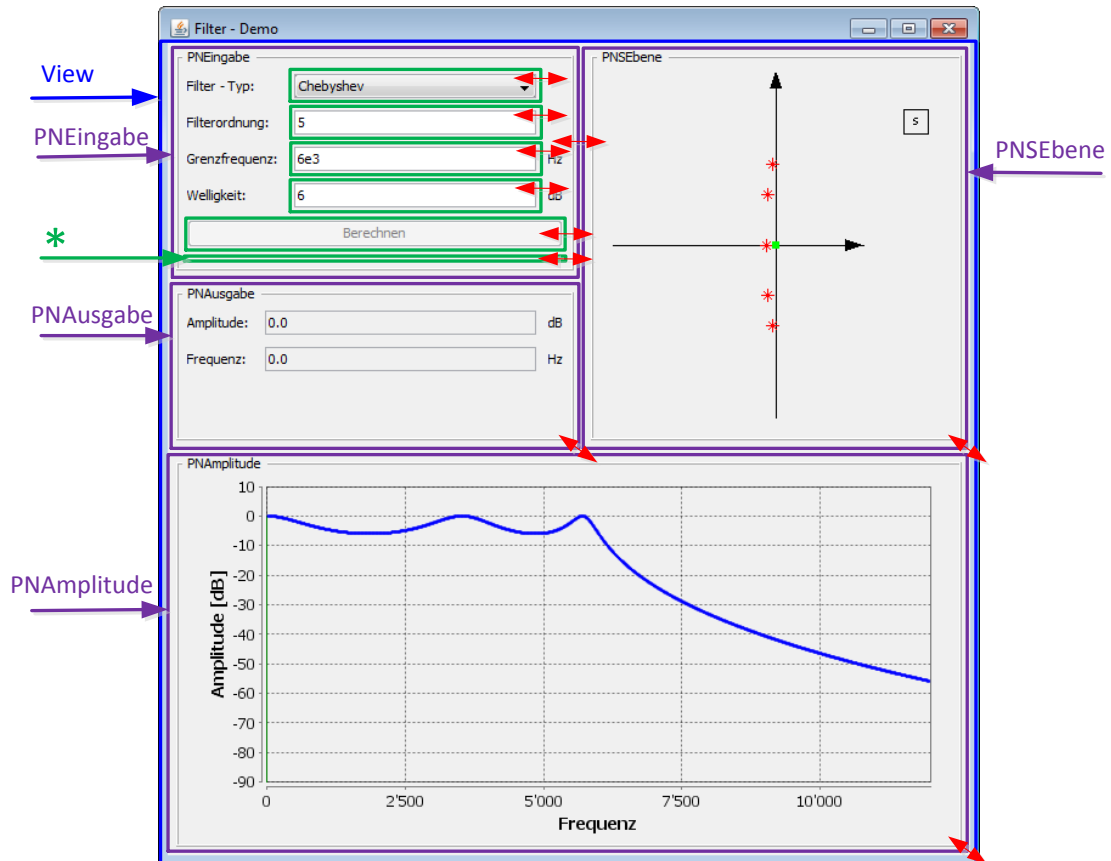 Filter - Demo
View
PNEingabe
PNEingabe
Filter - Typ:
Chebyshev
Filterordnung:
5
Grenzfrequenz:
6e3
Hz
Welligkeit:
6
dB
Berechnen
*
PNSEbene
PNSEbene
s
PNAusgabe
PNAusgabe
Amplitude:
0.0
dB
Frequenz:
0.0
Hz
PNAmplitude
PNAmplitude
Amplitude [dB]
10
0
-10
-20
-30
-40
-50
-60
-70
-80
-90
0
2'500
5'000
7'500
10'000
Frequenz